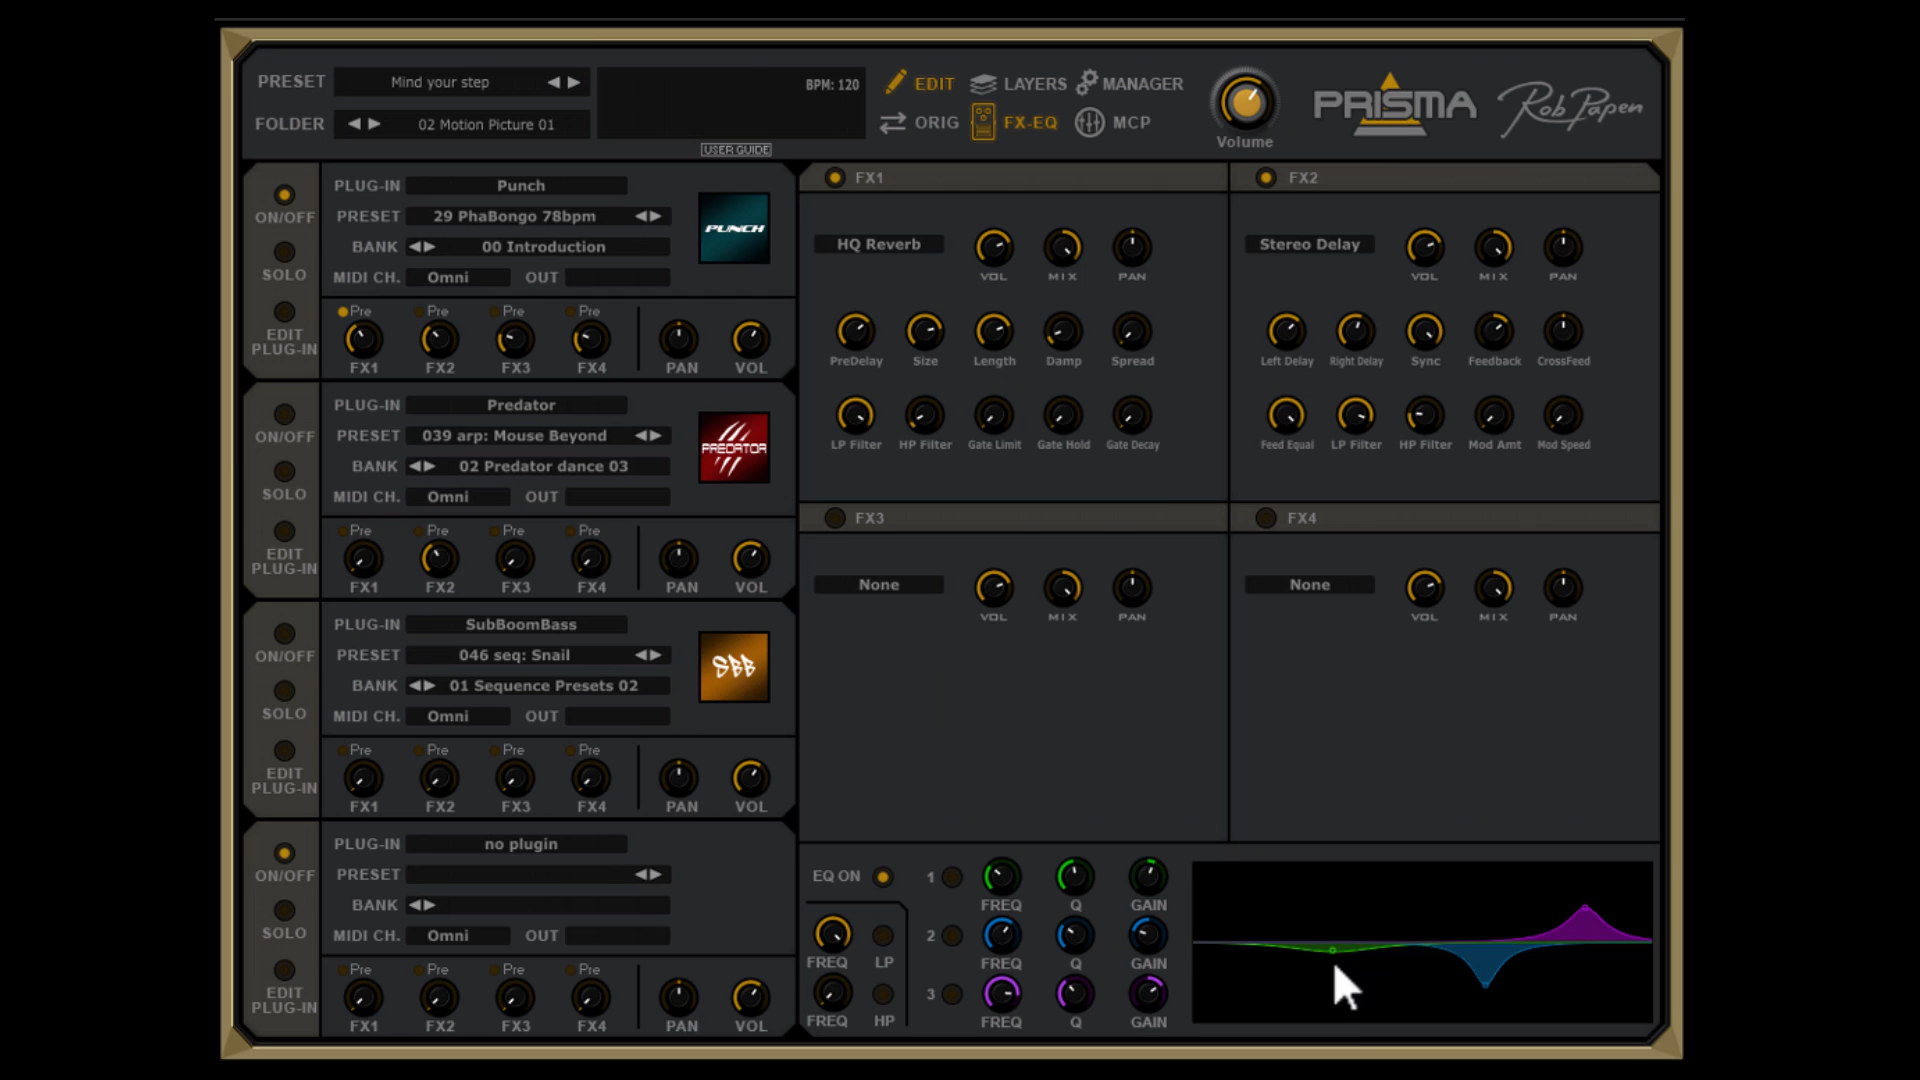 PRESET Mind your step
FOLDER 02 Motion Picture 01
BPM: 120
USER GUIDE
EDIT LAYERS MANAGER
ORIG FX-EQ MCP
Volume
PRISMA
Rob Papen
ON/OFF
SOLO
EDIT PLUG-IN
PLUG-IN Punch
PRESET 29 PhaBongo 78bpm
BANK 00 Introduction
MIDI CH. Omni OUT
PUNCH
Pre Pre Pre Pre
FX1 FX2 FX3 FX4 PAN VOL
ON/OFF
SOLO
EDIT PLUG-IN
PLUG-IN Predator
PRESET 039 arp: Mouse Beyond
BANK 02 Predator dance 03
MIDI CH. Omni OUT
PREDATOR
Pre Pre Pre Pre
FX1 FX2 FX3 FX4 PAN VOL
ON/OFF
SOLO
EDIT PLUG-IN
PLUG-IN SubBoomBass
PRESET 046 seq: Snail
BANK 01 Sequence Presets 02
MIDI CH. Omni OUT
SBB
Pre Pre Pre Pre
FX1 FX2 FX3 FX4 PAN VOL
ON/OFF
SOLO
EDIT PLUG-IN
PLUG-IN no plugin
PRESET
BANK
MIDI CH. Omni OUT
Pre Pre Pre Pre
FX1 FX2 FX3 FX4 PAN VOL
FX1
HQ Reverb VOL MIX PAN
PreDelay Size Length Damp Spread
LP Filter HP Filter Gate Limit Gate Hold Gate Decay
FX2
Stereo Delay VOL MIX PAN
Left Delay Right Delay Sync Feedback CrossFeed
Feed Equal LP Filter HP Filter Mod Amt Mod Speed
FX3
None VOL MIX PAN
FX4
None VOL MIX PAN
EQ ON
FREQ LP
FREQ HP
1 FREQ Q GAIN
2 FREQ Q GAIN
3 FREQ Q GAIN